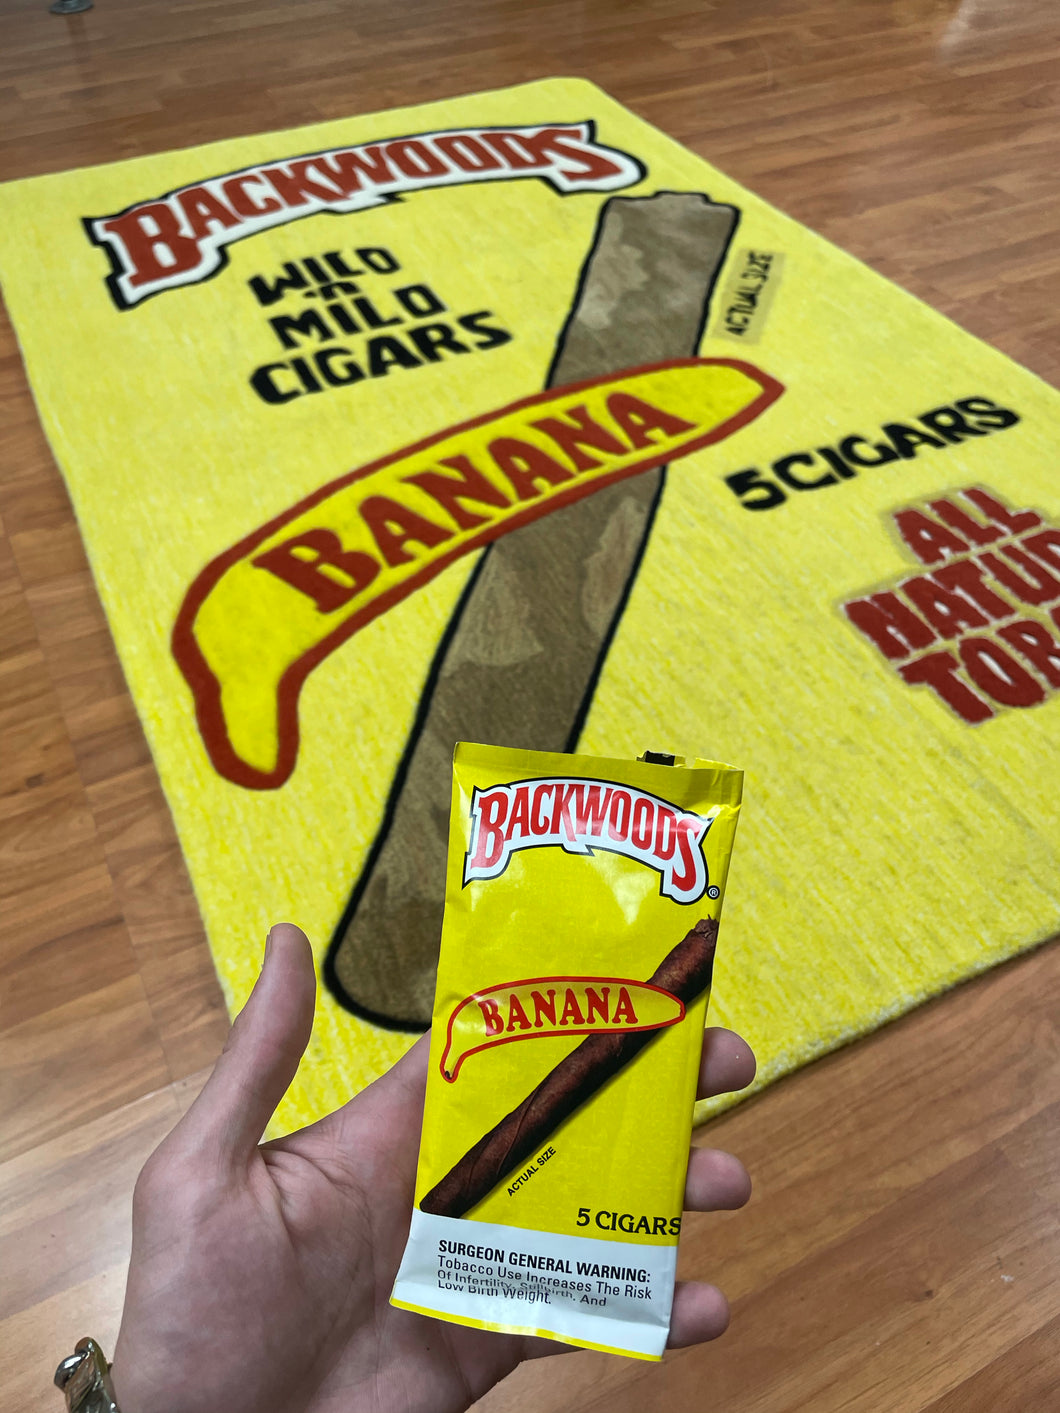 BACKWOODS
WILD
'n
MILD
CIGARS
ACTUAL SIZE
BANANA
5 CIGARS
ALL
TOB
BACKWOODS®
BANANA
ACTUAL SIZE
5 CIGARS
SURGEON GENERAL WARNING:
Tobacco Use Increases The Risk
Of Infertility, Stillbirth, And
Low Birth Weight.